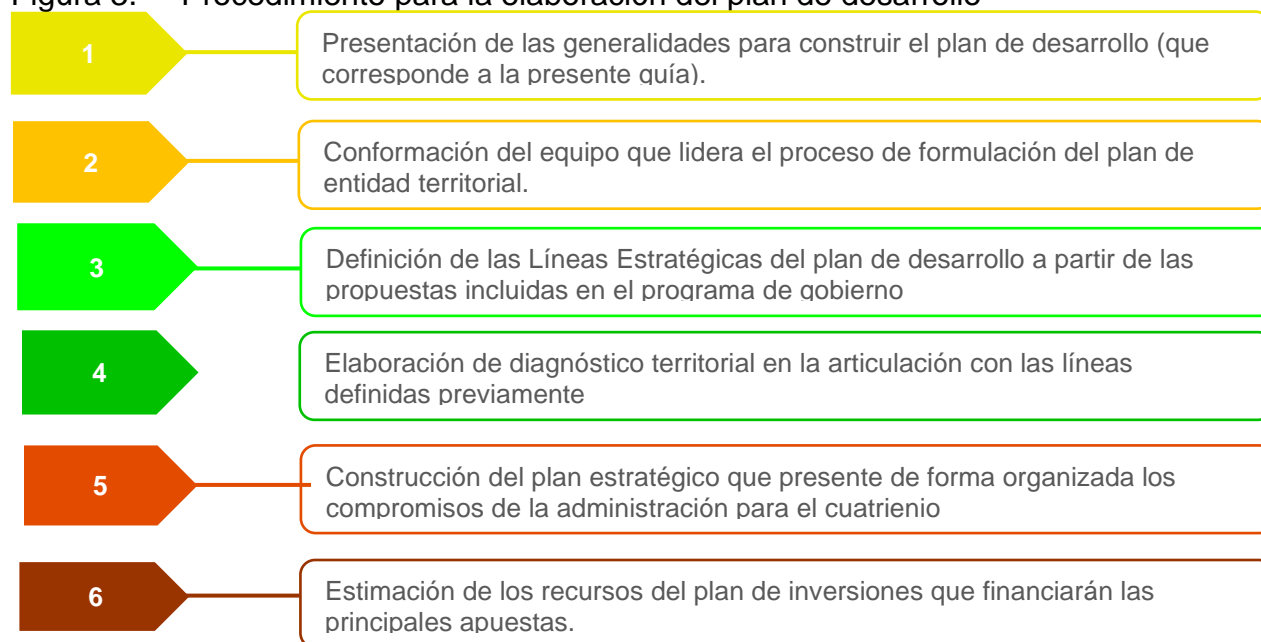 Figura 3. Procedimiento para la elaboración del plan de desarrollo
1
Presentación de las generalidades para construir el plan de desarrollo (que
corresponde a la presente guía).
2
Conformación del equipo que lidera el proceso de formulación del plan de
entidad territorial.
3
Definición de las Líneas Estratégicas del plan de desarrollo a partir de las
propuestas incluidas en el programa de gobierno
4
Elaboración de diagnóstico territorial en la articulación con las líneas
definidas previamente
5
Construcción del plan estratégico que presente de forma organizada los
compromisos de la administración para el cuatrienio
6
Estimación de los recursos del plan de inversiones que financiarán las
principales apuestas.